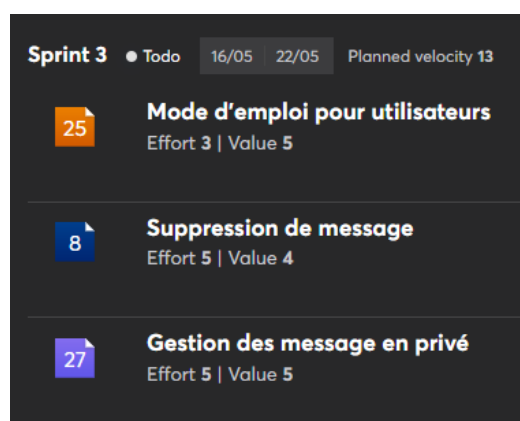 Sprint 3 Todo 16/05 22/05 Planned velocity 13
25 Mode d'emploi pour utilisateurs
Effort 3 | Value 5
8 Suppression de message
Effort 5 | Value 4
27 Gestion des message en privé
Effort 5 | Value 5